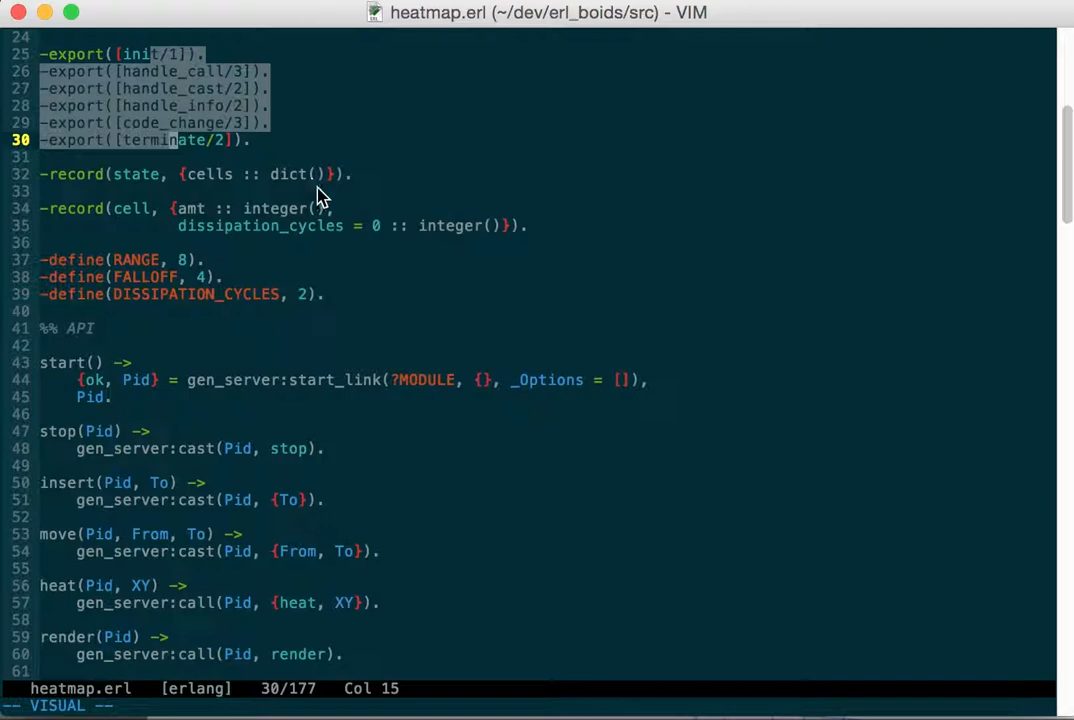 heatmap.erl (~/dev/erl_boids/src) - VIM
24
25 -export([init/1]).
26 -export([handle_call/3]).
27 -export([handle_cast/2]).
28 -export([handle_info/2]).
29 -export([code_change/3]).
30 -export([terminate/2]).
31
32 -record(state, {cells :: dict()}).
33
34 -record(cell, {amt :: integer(),
35                dissipation_cycles = 0 :: integer()}).
36
37 -define(RANGE, 8).
38 -define(FALLOFF, 4).
39 -define(DISSIPATION_CYCLES, 2).
40
41 %% API
42
43 start() ->
44     {ok, Pid} = gen_server:start_link(?MODULE, {}, _Options = []),
45     Pid.
46
47 stop(Pid) ->
48     gen_server:cast(Pid, stop).
49
50 insert(Pid, To) ->
51     gen_server:cast(Pid, {To}).
52
53 move(Pid, From, To) ->
54     gen_server:cast(Pid, {From, To}).
55
56 heat(Pid, XY) ->
57     gen_server:call(Pid, {heat, XY}).
58
59 render(Pid) ->
60     gen_server:call(Pid, render).
61
heatmap.erl [erlang] 30/177 Col 15
-- VISUAL --